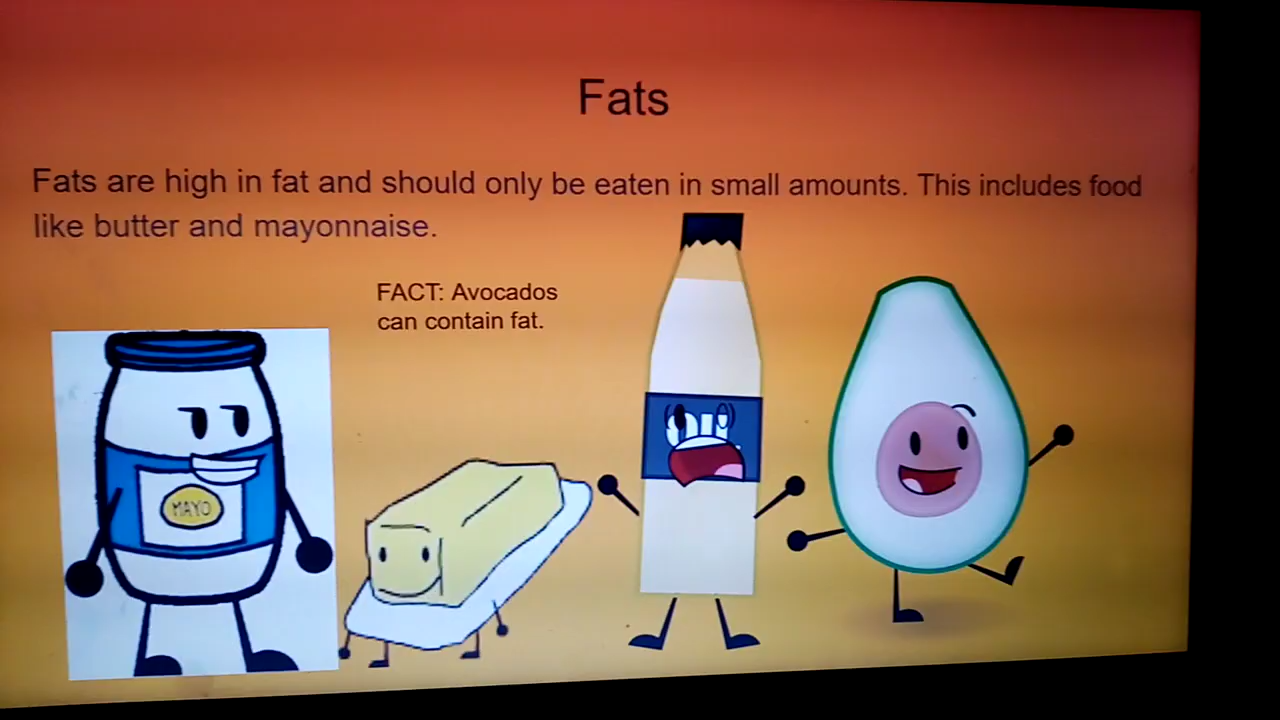 Fats
Fats are high in fat and should only be eaten in small amounts. This includes food
like butter and mayonnaise.
FACT: Avocados
can contain fat.
MAYO